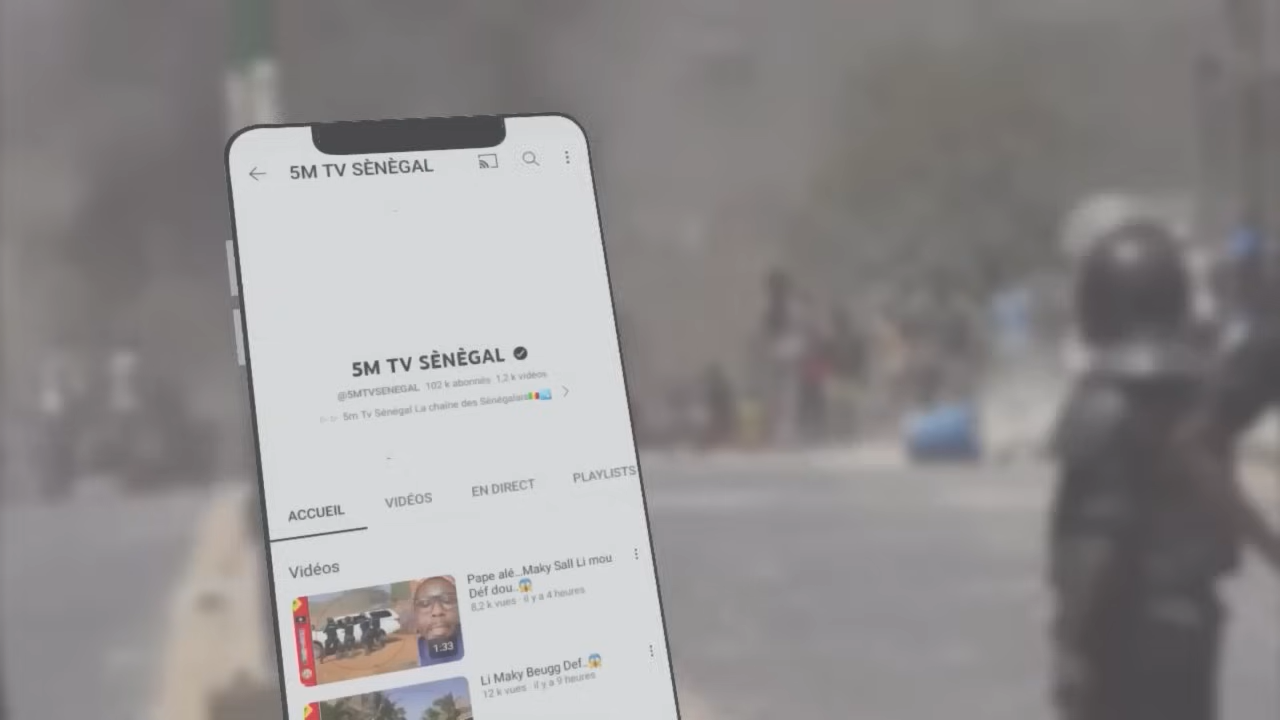 5M TV SÈNÈGAL
5M TV SÈNÈGAL
@5MTVSENEGAL 102 k abonnés 1,2 k vidéos
5m Tv Sénégal La chaîne des Sénégalais
ACCUEIL VIDÉOS EN DIRECT PLAYLISTS
Vidéos
Pape alé...Maky Sall Li mou
Déf dou..😱
8,2 k vues · il y a 4 heures
1:33
Li Maky Beugg Def..😱
12 k vues · il y a 9 heures